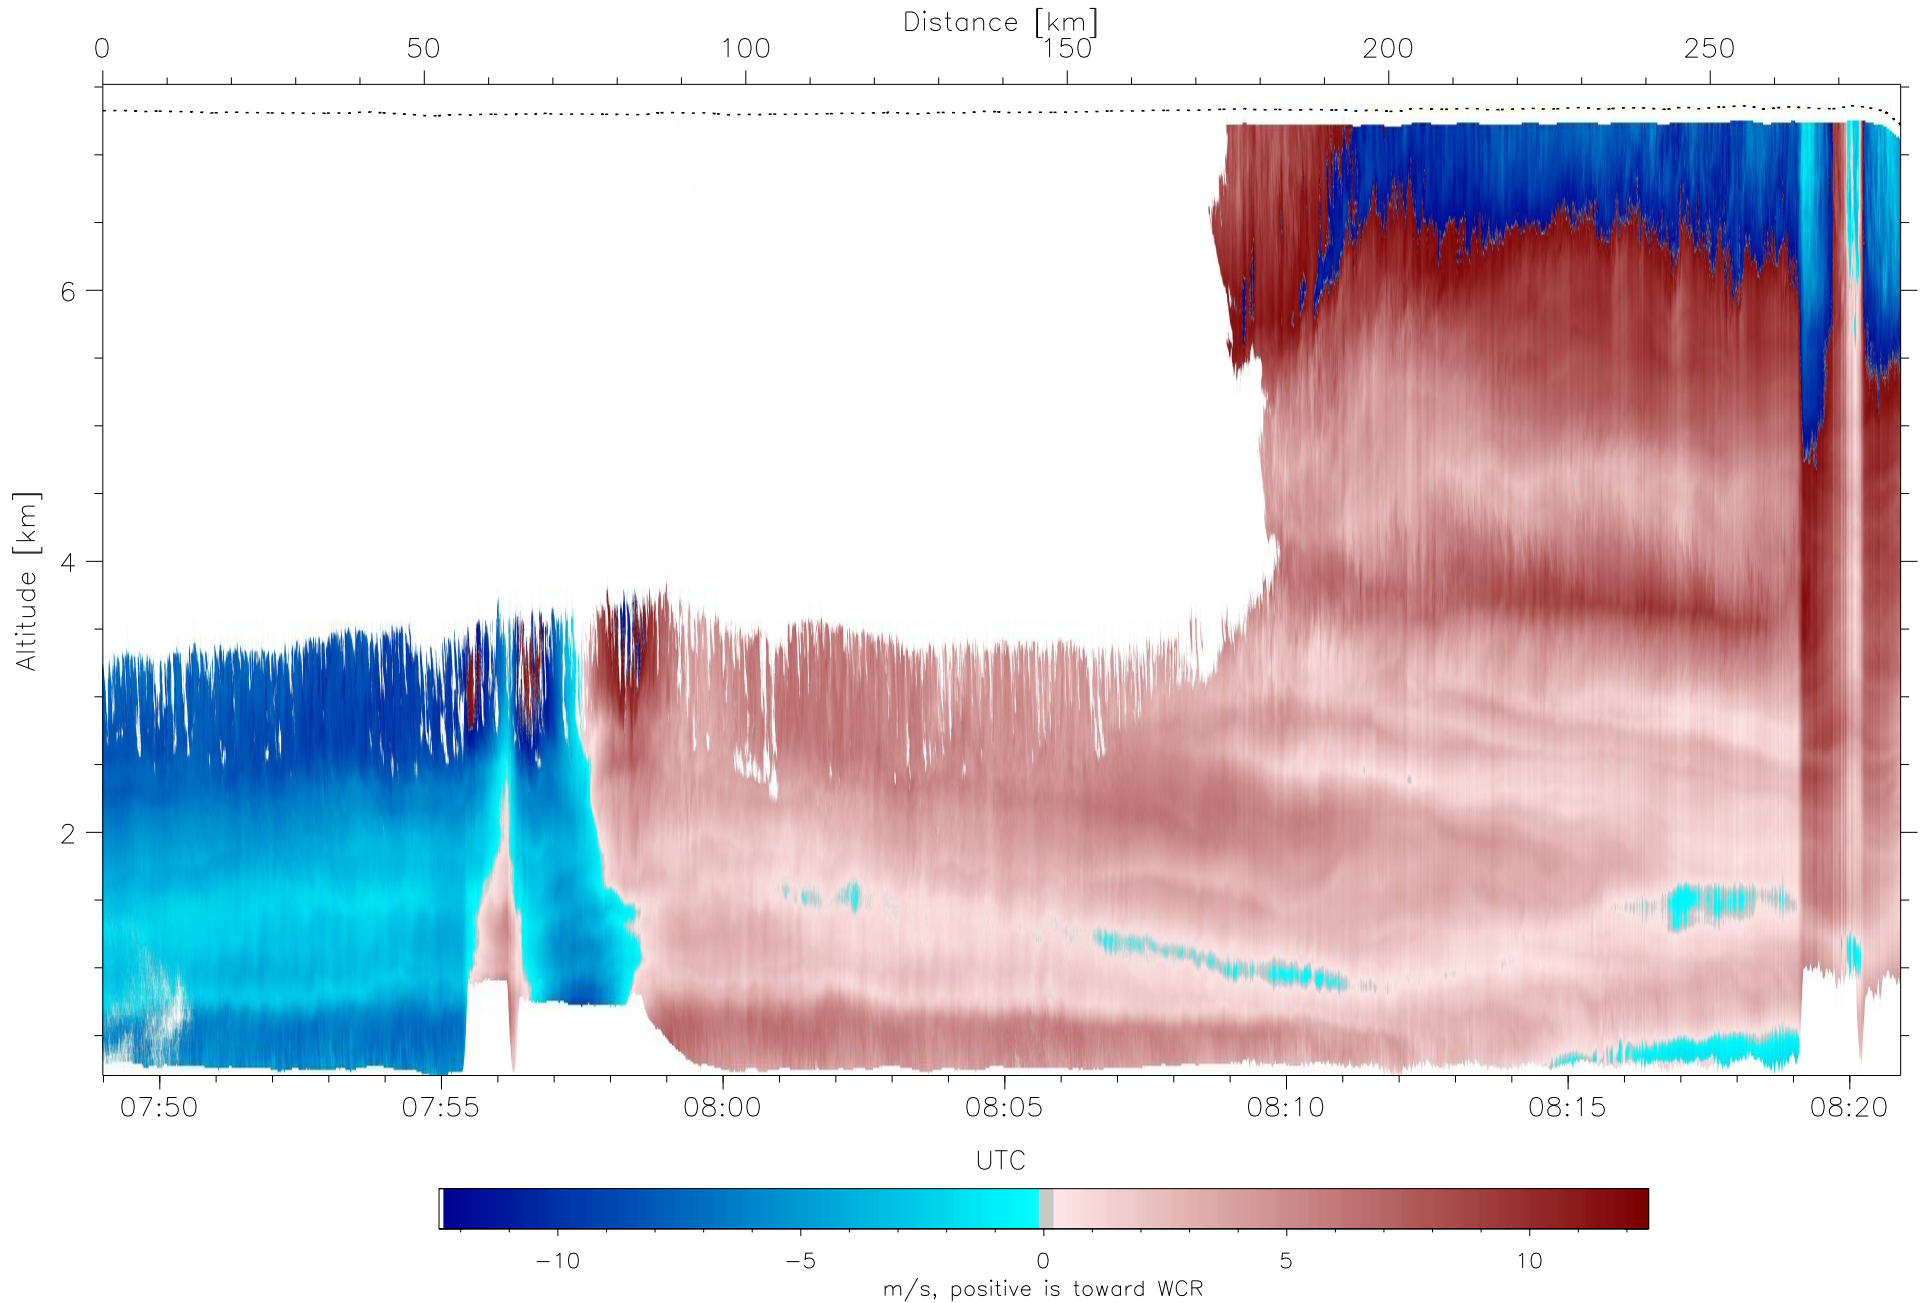 Distance [km]
0 50 100 150 200 250
Altitude [km]
6
4
2
07:50 07:55 08:00 08:05 08:10 08:15 08:20
UTC
−10 −5 0 5 10
m/s, positive is toward WCR